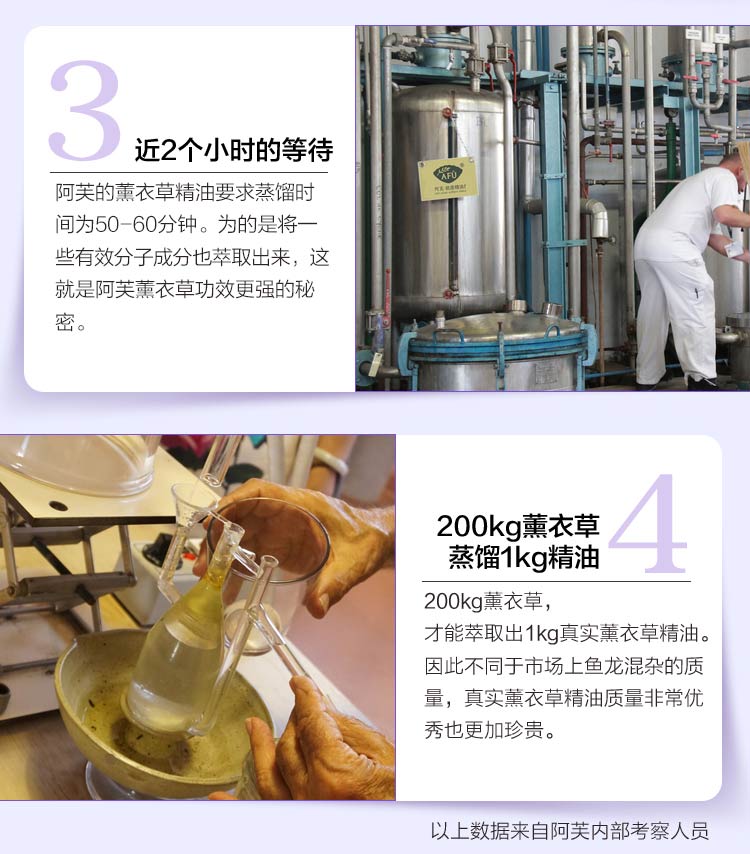 3
近2个小时的等待
阿芙的薰衣草精油要求蒸馏时
间为50-60分钟。为的是将一
些有效分子成分也萃取出来，这
就是阿芙薰衣草功效更强的秘
密。
AFU
4
200kg薰衣草
蒸馏1kg精油
200kg薰衣草，
才能萃取出1kg真实薰衣草精油。
因此不同于市场上鱼龙混杂的质
量，真实薰衣草精油质量非常优
秀也更加珍贵。
以上数据来自阿芙内部考察人员